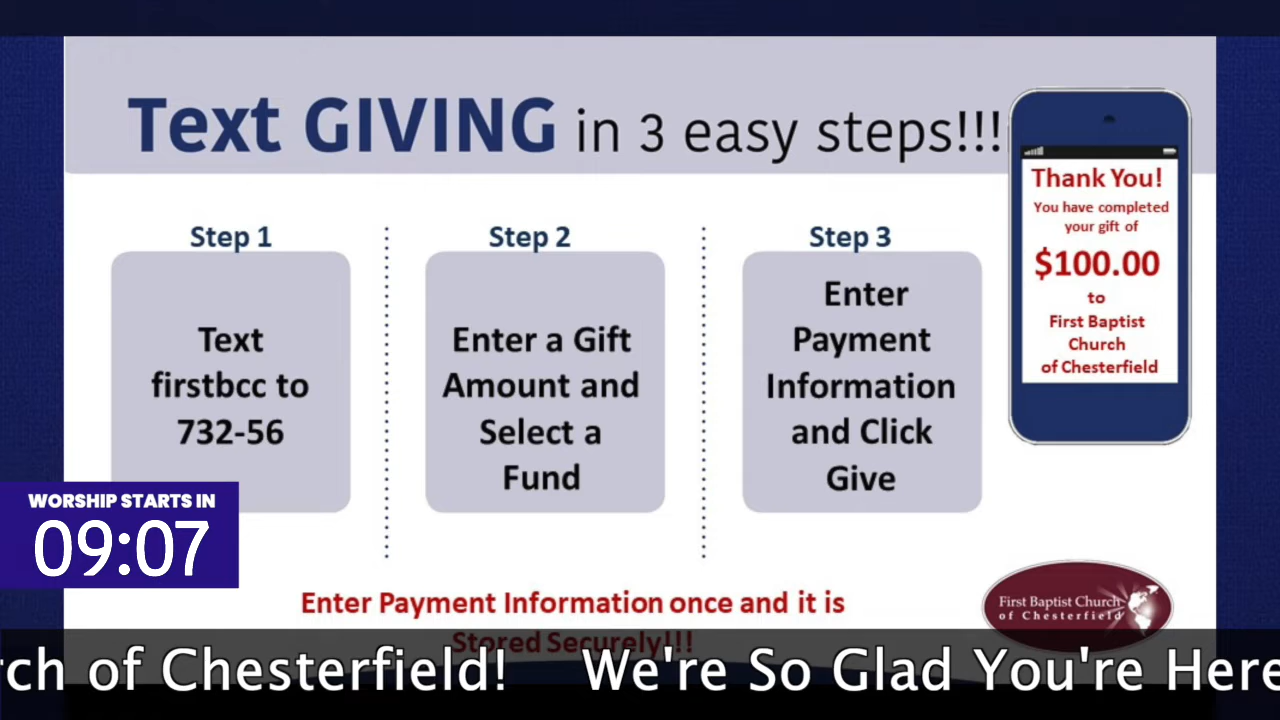 Text GIVING in 3 easy steps!!!
Step 1
Text
firstbcc to
732-56
Step 2
Enter a Gift
Amount and
Select a
Fund
Step 3
Enter
Payment
Information
and Click
Give
Thank You!
You have completed
your gift of
$100.00
to
First Baptist
Church
of Chesterfield
WORSHIP STARTS IN
09:07
Enter Payment Information once and it is
Stored Securely!!!
First Baptist Church
of Chesterfield
rch of Chesterfield! We're So Glad You're Here